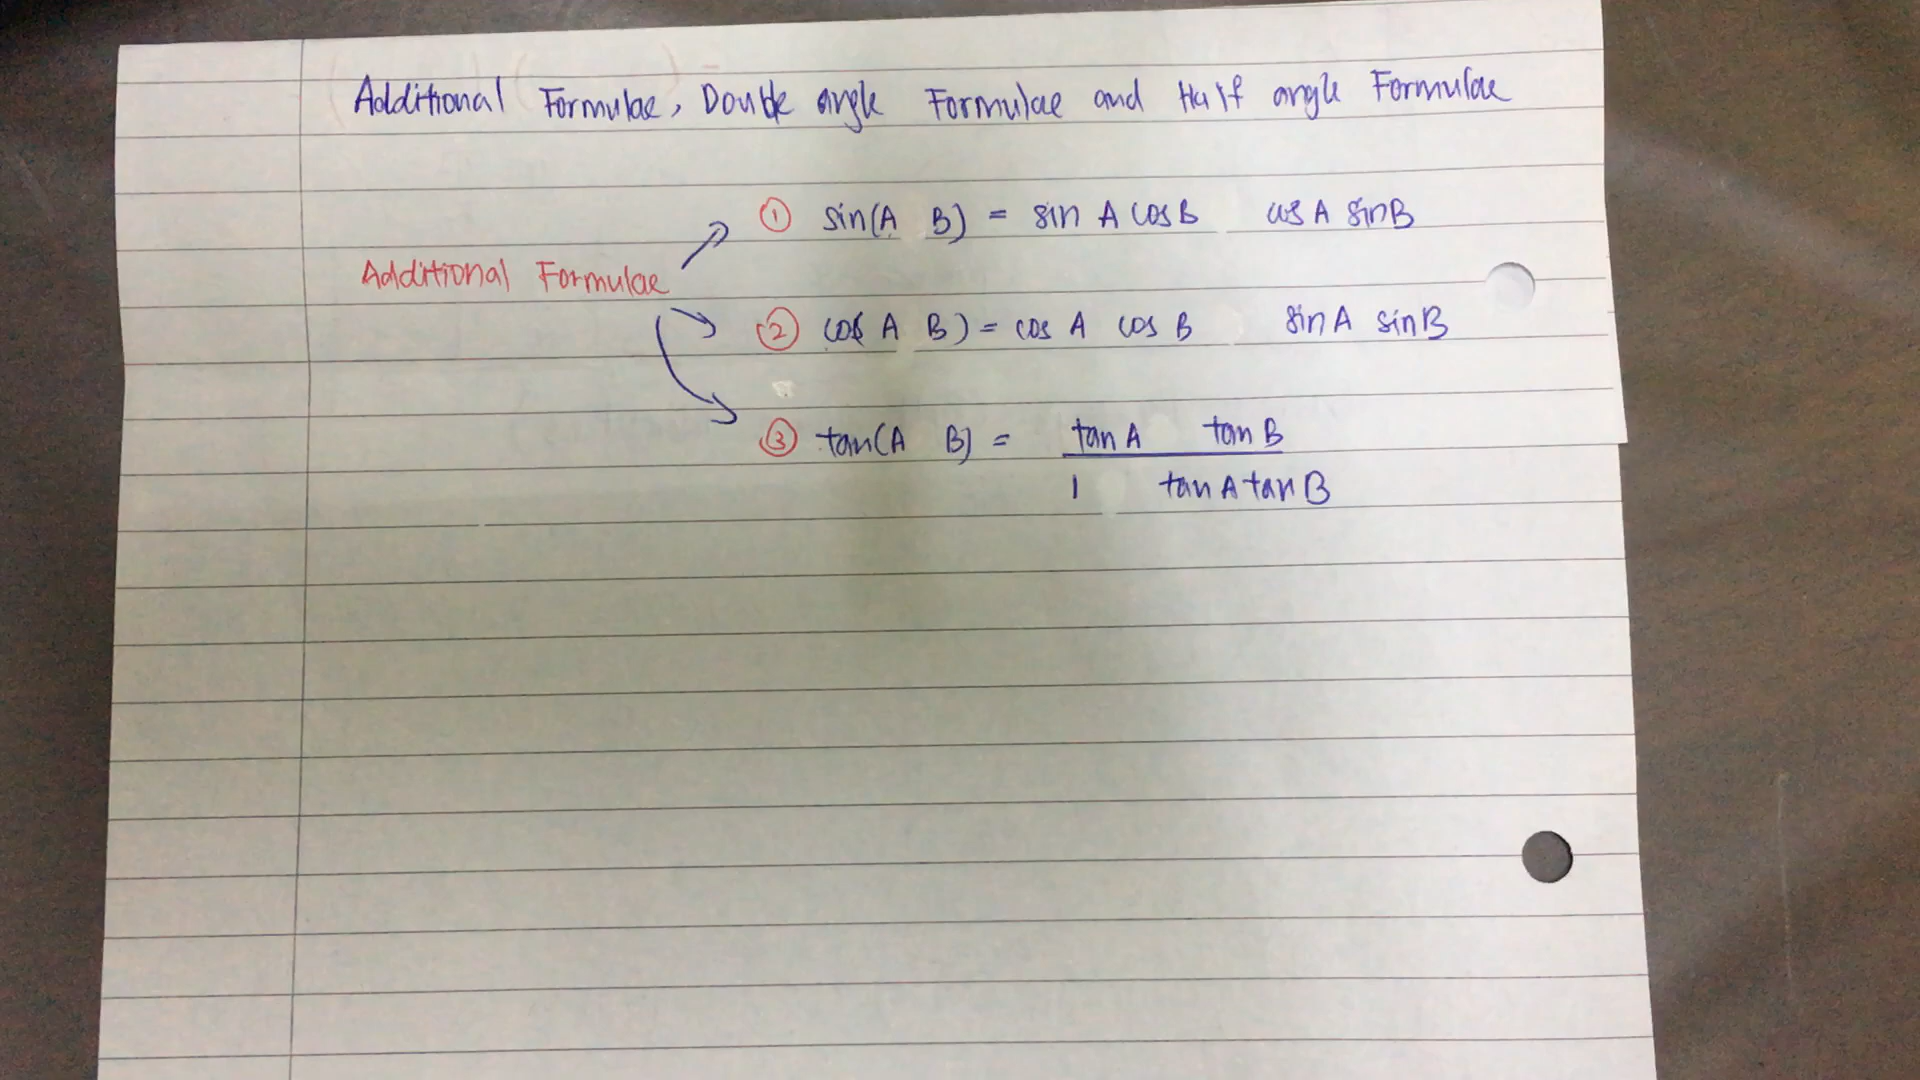 Additional Formulae, Double angle Formulae and Half angle Formulae
① sin(A B) = sin A cos B cos A sin B
Additional Formulae
② cos( A B) = cos A cos B sin A sin B
③ tan(A B) = tan A tan B
1 tan A tan B